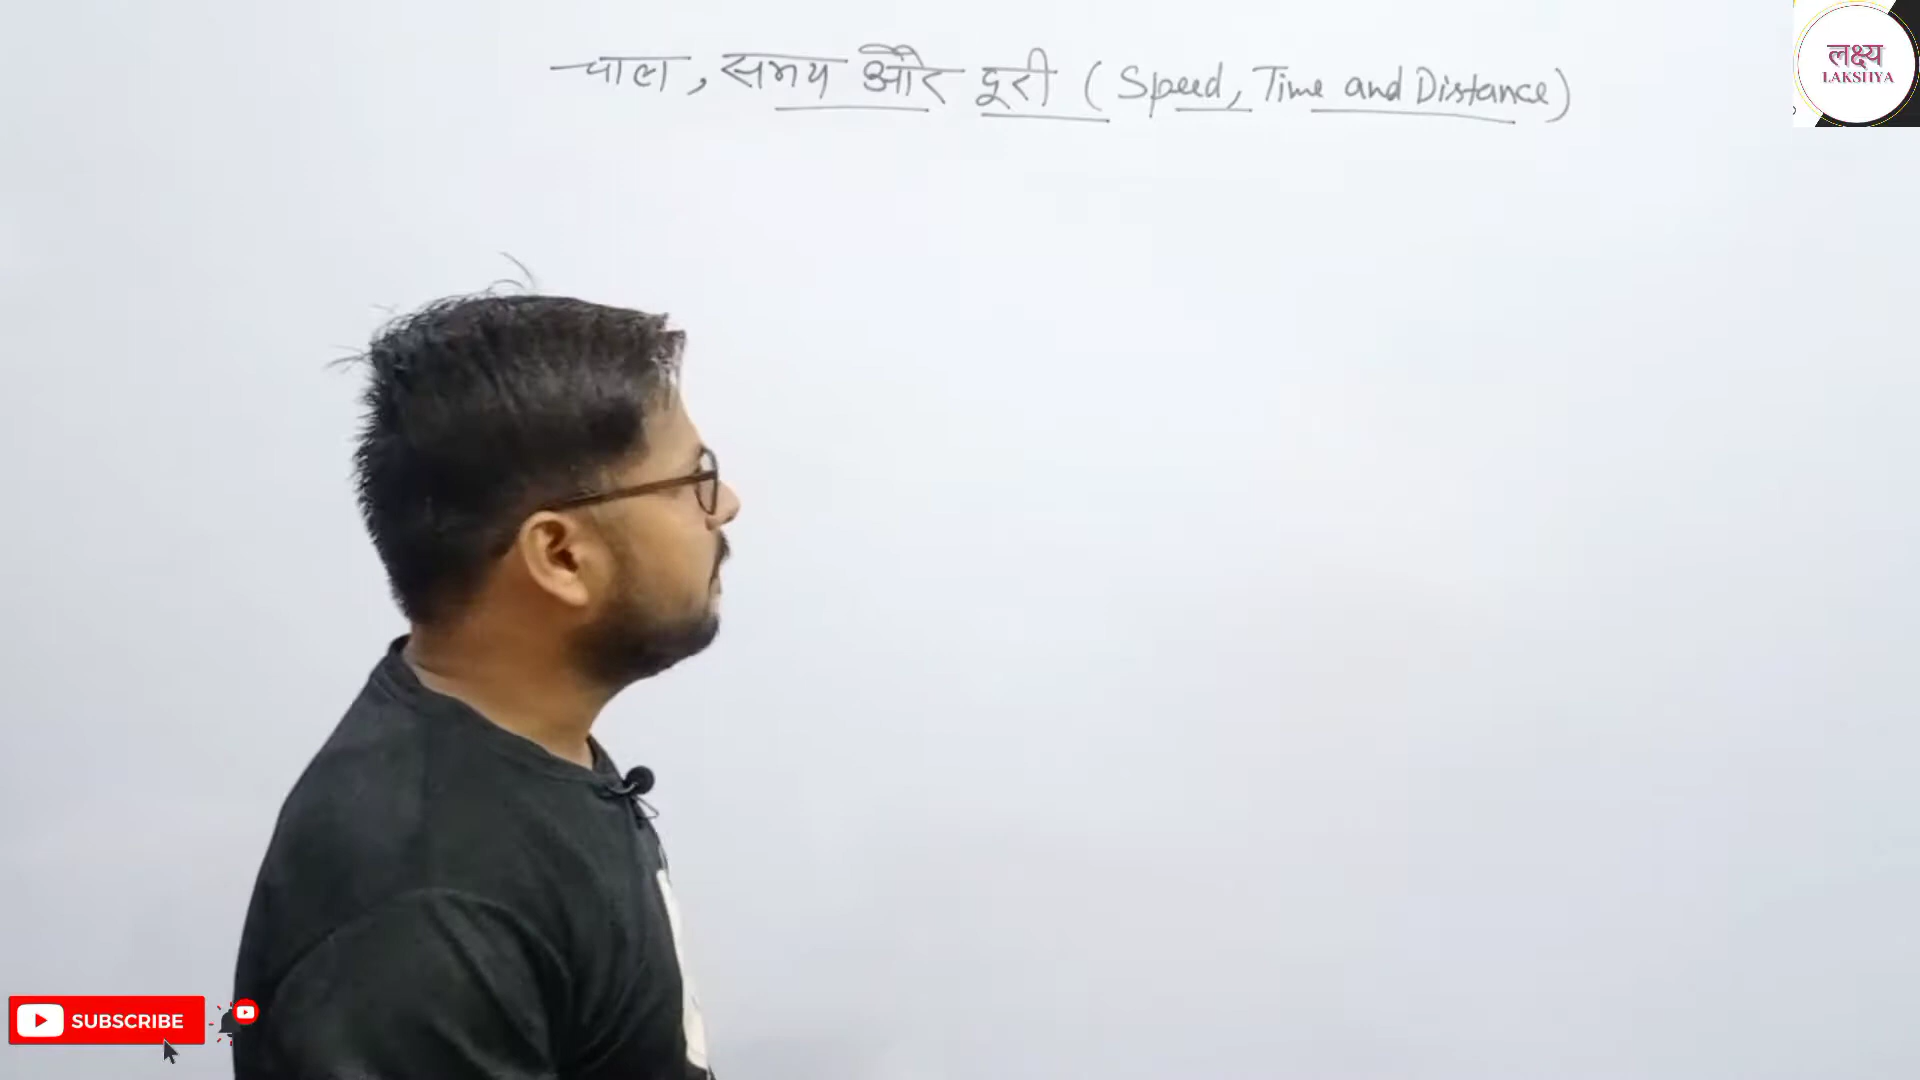 चाल, समय और दूरी (Speed, Time and Distance)
लक्ष्य
LAKSHYA
SUBSCRIBE